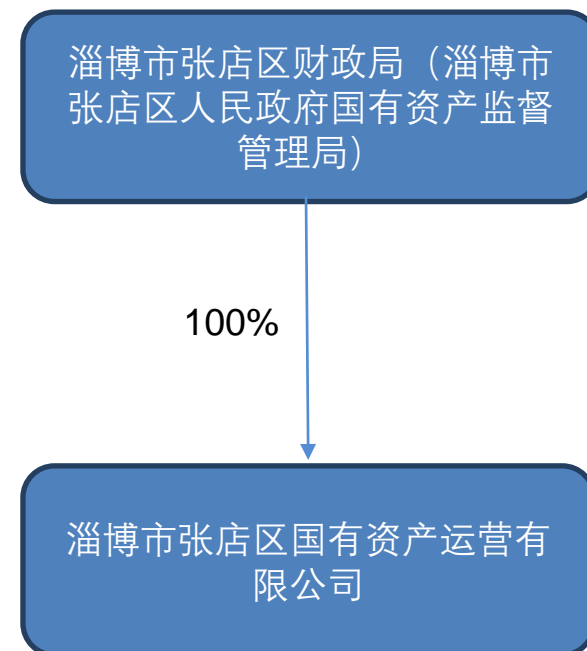 淄博市张店区财政局（淄博市
张店区人民政府国有资产监督
管理局）
100%
淄博市张店区国有资产运营有
限公司